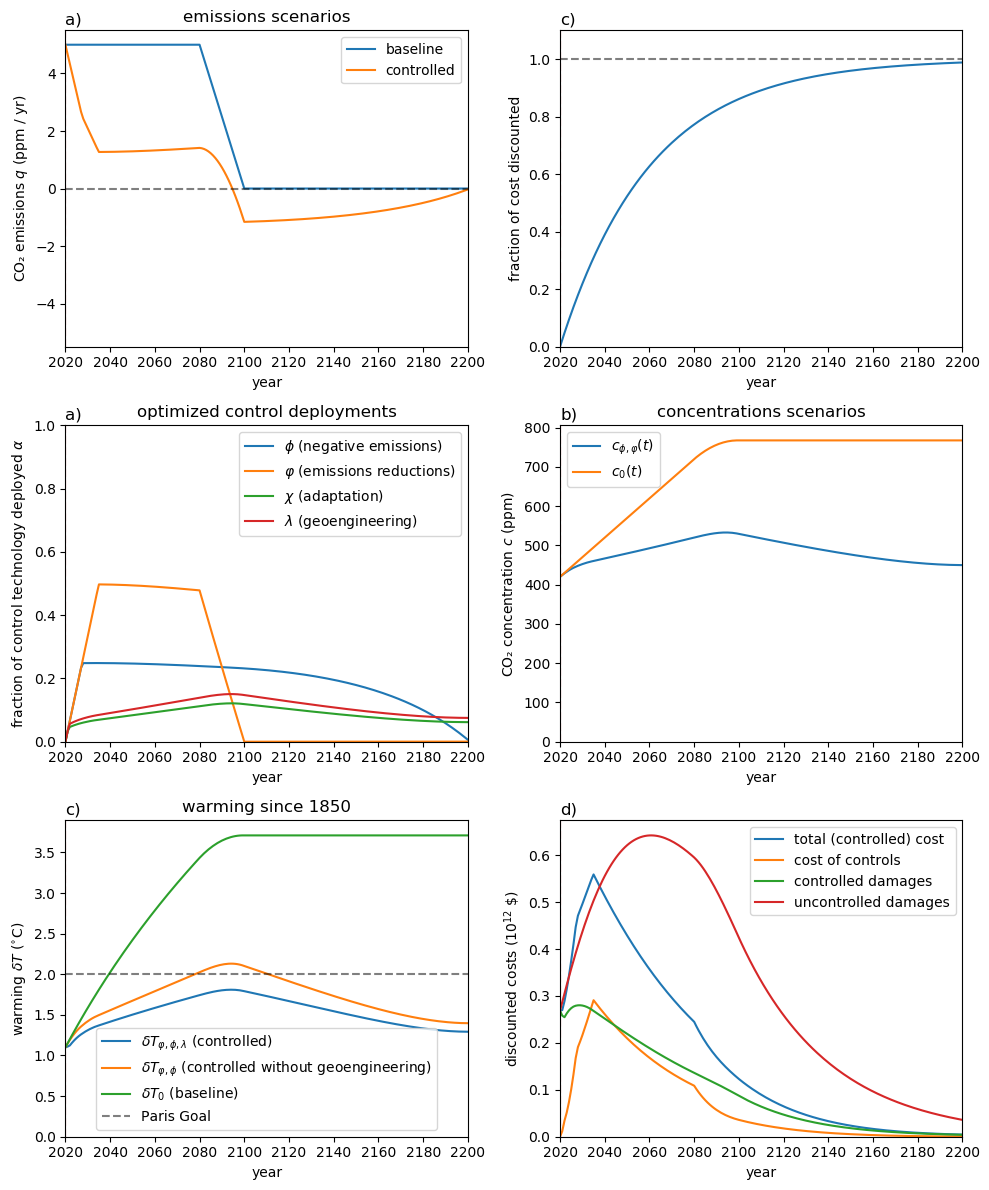 a)
emissions scenarios
CO₂ emissions q (ppm / yr)
4
2
0
−2
−4
baseline
controlled
2020 2040 2060 2080 2100 2120 2140 2160 2180 2200
year
c)
fraction of cost discounted
1.0
0.8
0.6
0.4
0.2
0.0
2020 2040 2060 2080 2100 2120 2140 2160 2180 2200
year
a)
optimized control deployments
fraction of control technology deployed α
1.0
0.8
0.6
0.4
0.2
0.0
ϕ (negative emissions)
φ (emissions reductions)
χ (adaptation)
λ (geoengineering)
2020 2040 2060 2080 2100 2120 2140 2160 2180 2200
year
b)
concentrations scenarios
CO₂ concentration c (ppm)
800
700
600
500
400
300
200
100
0
cϕ,φ(t)
c₀(t)
2020 2040 2060 2080 2100 2120 2140 2160 2180 2200
year
c)
warming since 1850
warming δT (°C)
3.5
3.0
2.5
2.0
1.5
1.0
0.5
0.0
δTφ,ϕ,λ (controlled)
δTφ,ϕ (controlled without geoengineering)
δT₀ (baseline)
Paris Goal
2020 2040 2060 2080 2100 2120 2140 2160 2180 2200
year
d)
discounted costs (10¹² $)
0.6
0.5
0.4
0.3
0.2
0.1
0.0
total (controlled) cost
cost of controls
controlled damages
uncontrolled damages
2020 2040 2060 2080 2100 2120 2140 2160 2180 2200
year